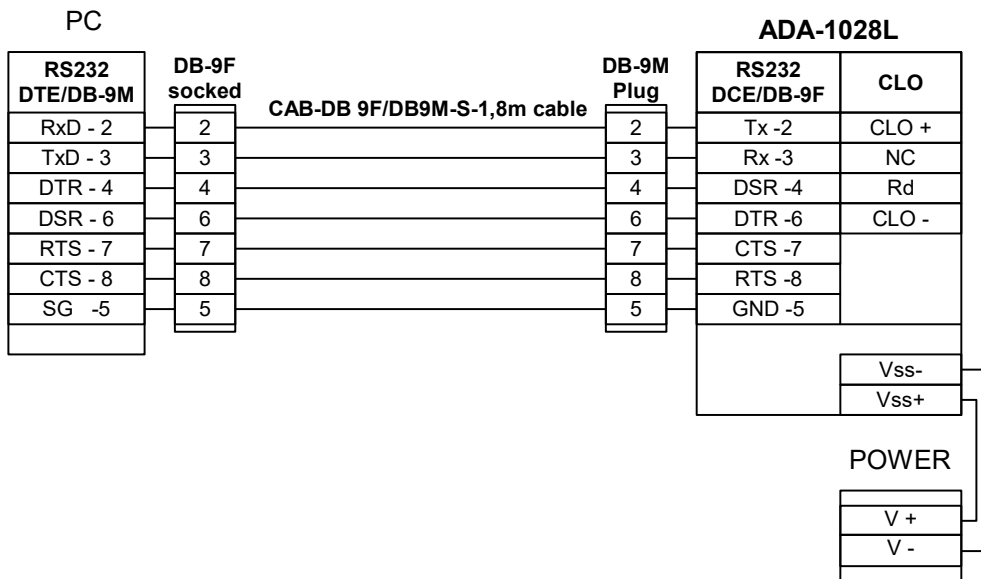 PC
ADA-1028L
RS232
DTE/DB-9M
DB-9F
socked
CAB-DB 9F/DB9M-S-1,8m cable
DB-9M
Plug
RS232
DCE/DB-9F
CLO
RxD - 2 2 2 Tx -2 CLO +
TxD - 3 3 3 Rx -3 NC
DTR - 4 4 4 DSR -4 Rd
DSR - 6 6 6 DTR -6 CLO -
RTS - 7 7 7 CTS -7
CTS - 8 8 8 RTS -8
SG -5 5 5 GND -5
Vss-
Vss+
POWER
V +
V -